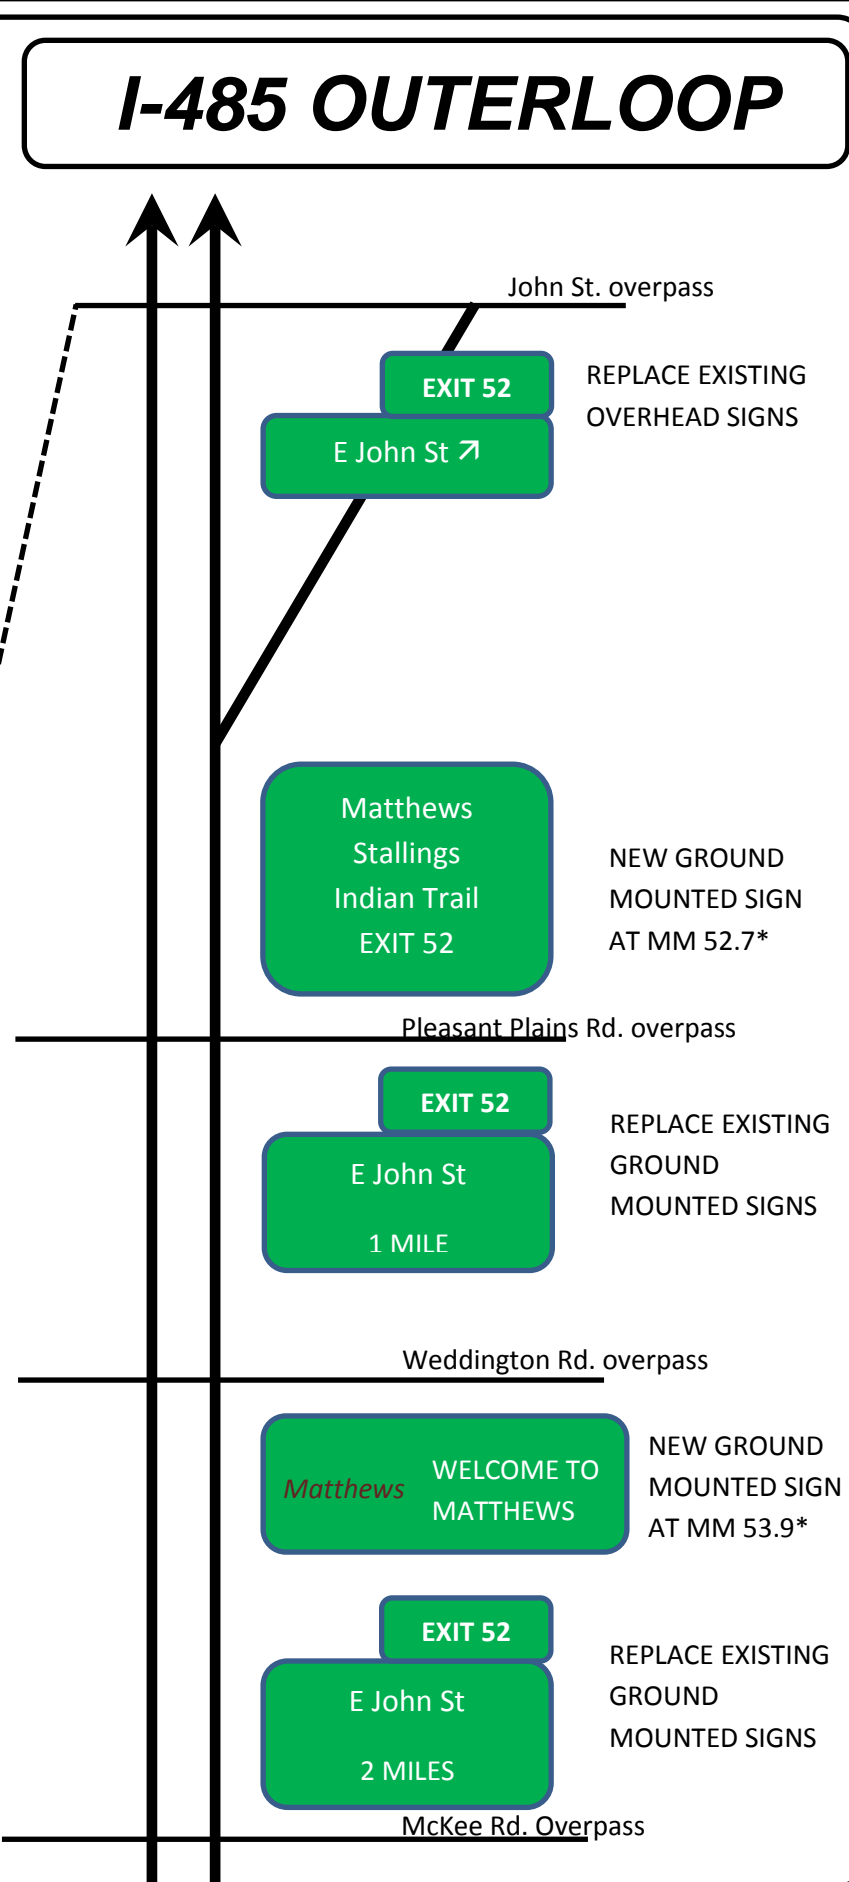 I-485 OUTERLOOP
John St. overpass
EXIT 52
E John St ↗
REPLACE EXISTING
OVERHEAD SIGNS
Matthews
Stallings
Indian Trail
EXIT 52
NEW GROUND
MOUNTED SIGN
AT MM 52.7*
Pleasant Plains Rd. overpass
EXIT 52
E John St
1 MILE
REPLACE EXISTING
GROUND
MOUNTED SIGNS
Weddington Rd. overpass
Matthews
WELCOME TO
MATTHEWS
NEW GROUND
MOUNTED SIGN
AT MM 53.9*
EXIT 52
E John St
2 MILES
REPLACE EXISTING
GROUND
MOUNTED SIGNS
McKee Rd. Overpass